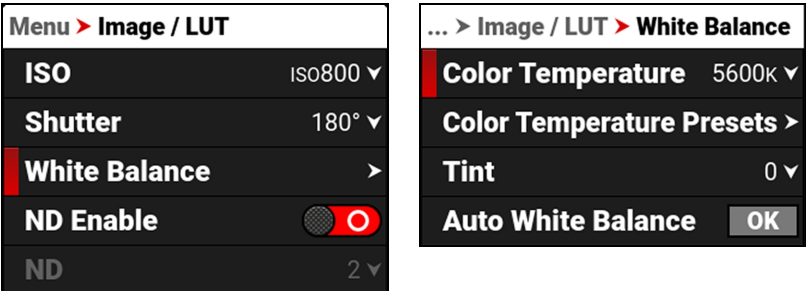 Menu ➤ Image / LUT
ISO ISO800
Shutter 180°
White Balance
ND Enable
ND 2
... ➤ Image / LUT ➤ White Balance
Color Temperature 5600K
Color Temperature Presets
Tint 0
Auto White Balance OK